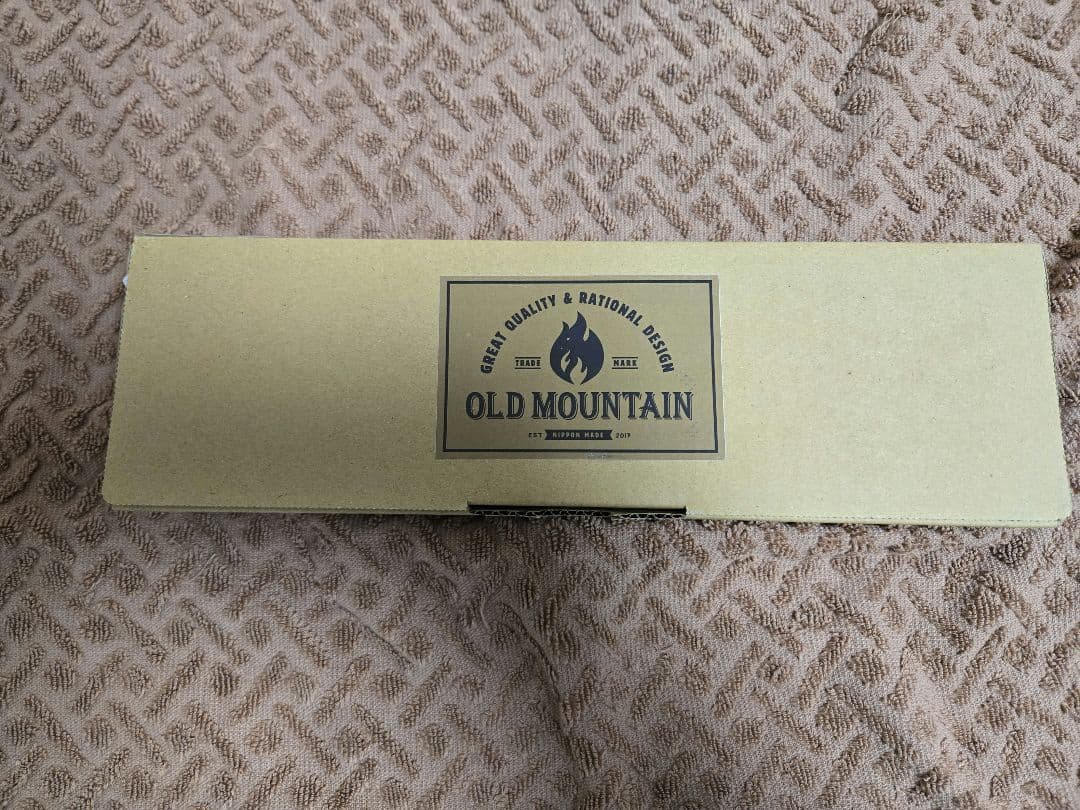 GREAT QUALITY & RATIONAL DESIGN
TRADE MARK
OLD MOUNTAIN
EST NIPPON MADE 2017